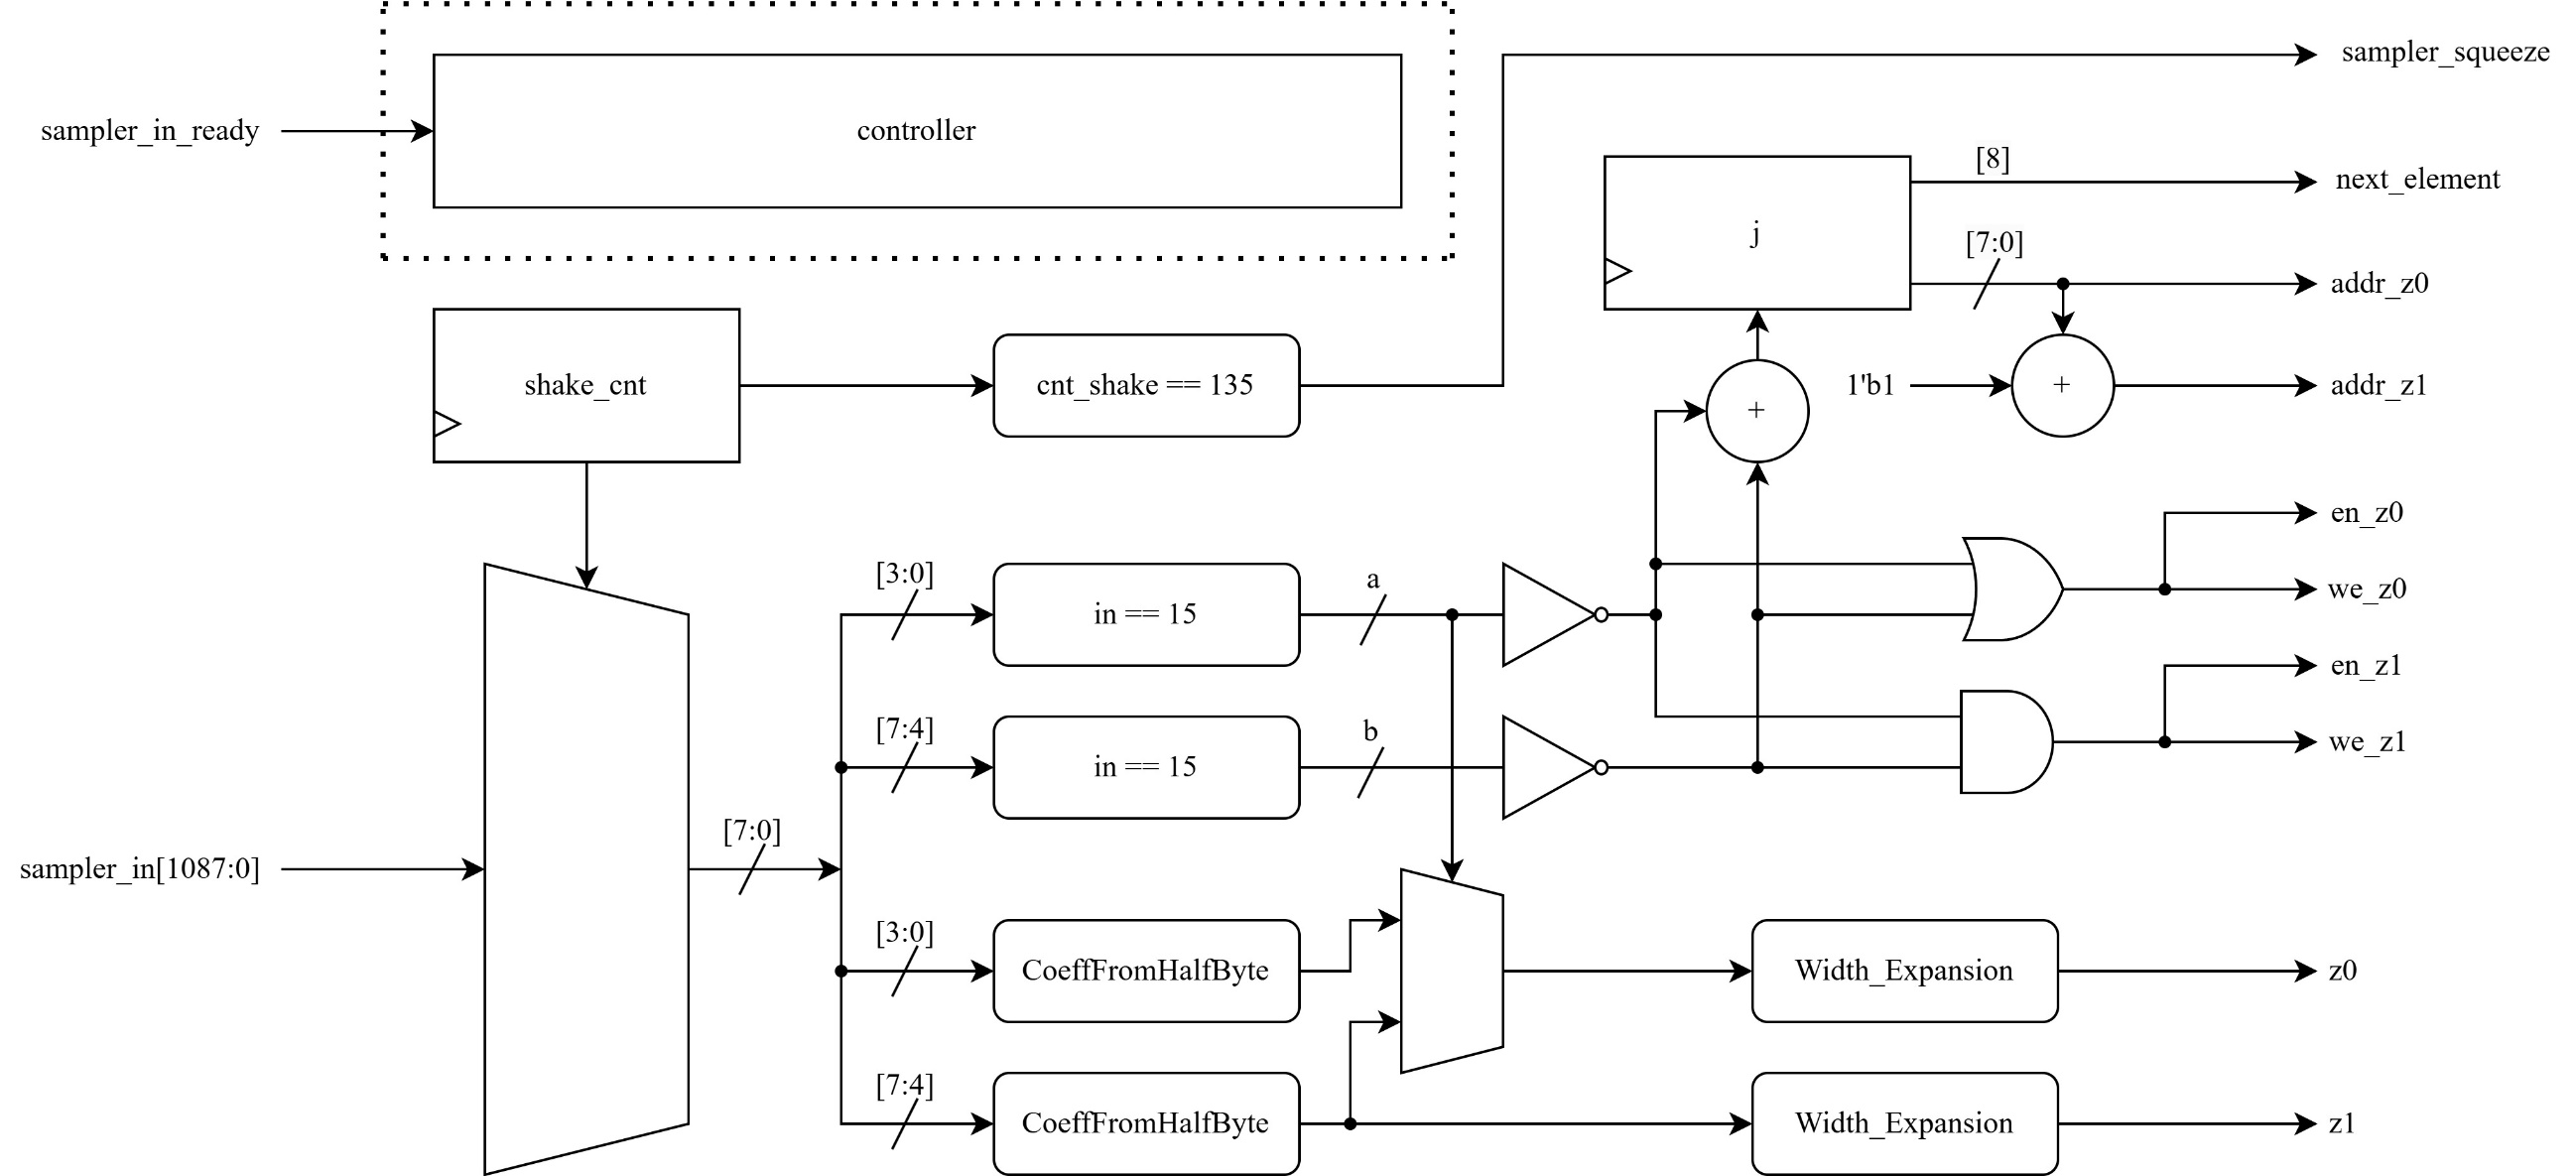 sampler_squeeze
sampler_in_ready
controller
[8]
next_element
j
[7:0]
addr_z0
shake_cnt
cnt_shake == 135
+
1'b1
+
addr_z1
en_z0
[3:0]
in == 15
a
we_z0
en_z1
[7:4]
in == 15
b
we_z1
[7:0]
sampler_in[1087:0]
[3:0]
CoeffFromHalfByte
Width_Expansion
z0
[7:4]
CoeffFromHalfByte
Width_Expansion
z1